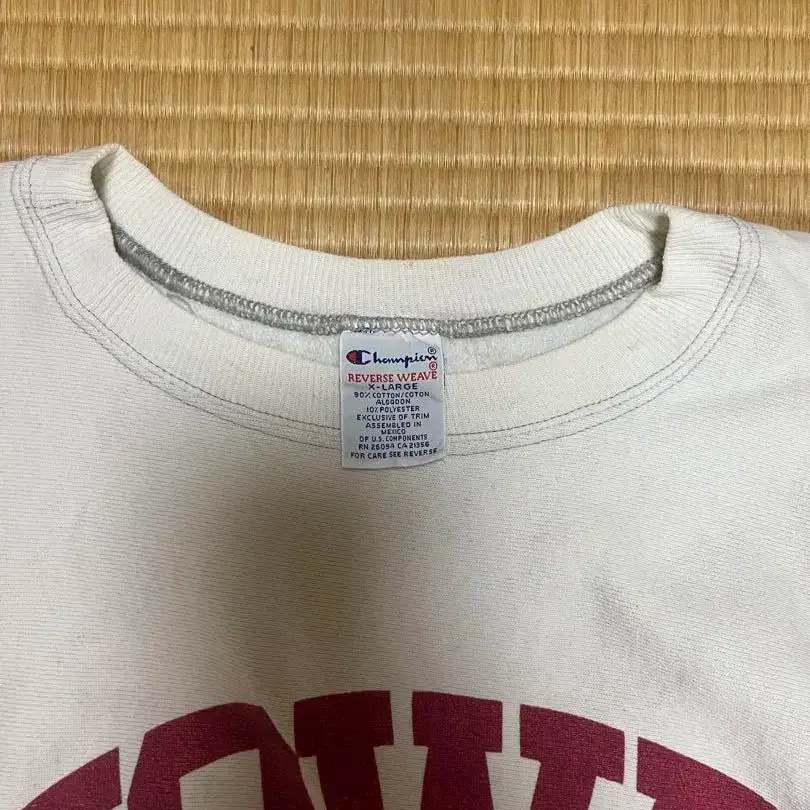 Champion®
REVERSE WEAVE®
X-LARGE
90% COTTON/COTON
ALGODON
10% POLYESTER
EXCLUSIVE OF TRIM
ASSEMBLED IN
MEXICO
OF U.S. COMPONENTS
RN 26094 CA 21356
FOR CARE SEE REVERSE